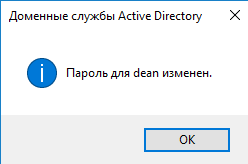 Доменные службы Active Directory
Пароль для dean изменен.
OK